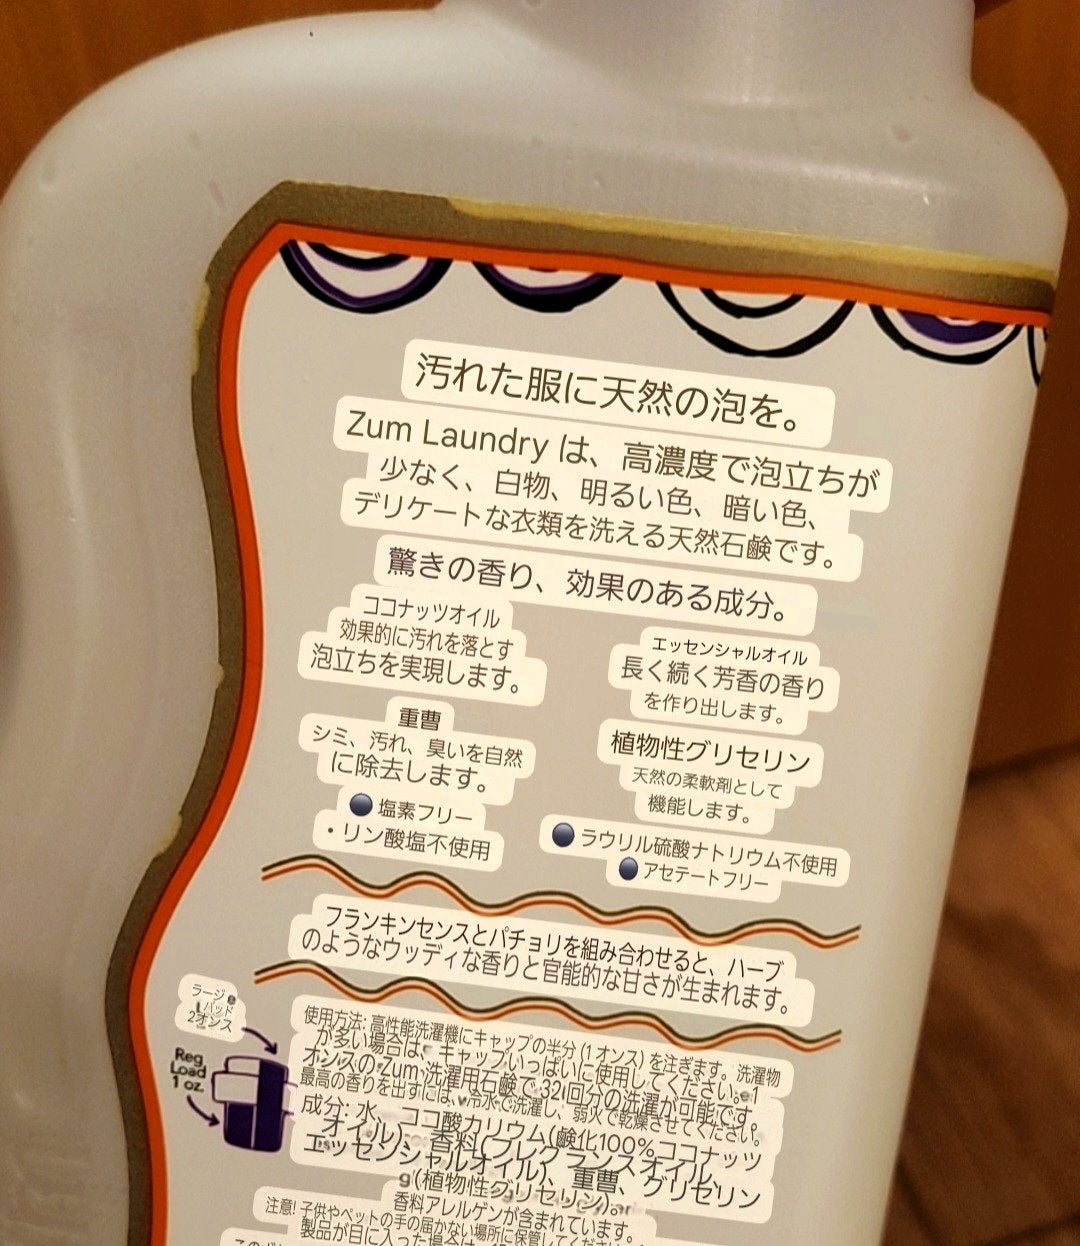 汚れた服に天然の泡を。
Zum Laundry は、高濃度で泡立ちが
少なく、白物、明るい色、暗い色、
デリケートな衣類を洗える天然石鹸です。
驚きの香り、効果のある成分。
ココナッツオイル
効果的に汚れを落とす
泡立ちを実現します。
エッセンシャルオイル
長く続く芳香の香り
を作り出します。
重曹
シミ、汚れ、臭いを自然
に除去します。
植物性グリセリン
天然の柔軟剤として
機能します。
塩素フリー
・リン酸塩不使用
ラウリル硫酸ナトリウム不使用
アセテートフリー
フランキンセンスとパチョリを組み合わせると、ハーブ
のようなウッディな香りと官能的な甘さが生まれます。
ラージ
2オンス
Reg
Load
1 oz.
使用方法: 高性能洗濯機にキャップの半分 (1 オンス) を注ぎます。洗濯物
が多い場合は、キャップいっぱいに使用してください。
オンスの Zum 洗濯用石鹸で 32 回分の洗濯が可能です。
最高の香りを出すには、冷水で洗濯し、弱火で乾燥させてください。
成分: 水、ココ酸カリウム(鹸化100%ココナッツ
オイル)、香料(フレグランスオイル、
エッセンシャルオイル)、重曹、グリセリン
(植物性グリセリン)。
香料アレルゲンが含まれています。
注意! 子供やペットの手の届かない場所に保管してください
製品が目に入った場合は